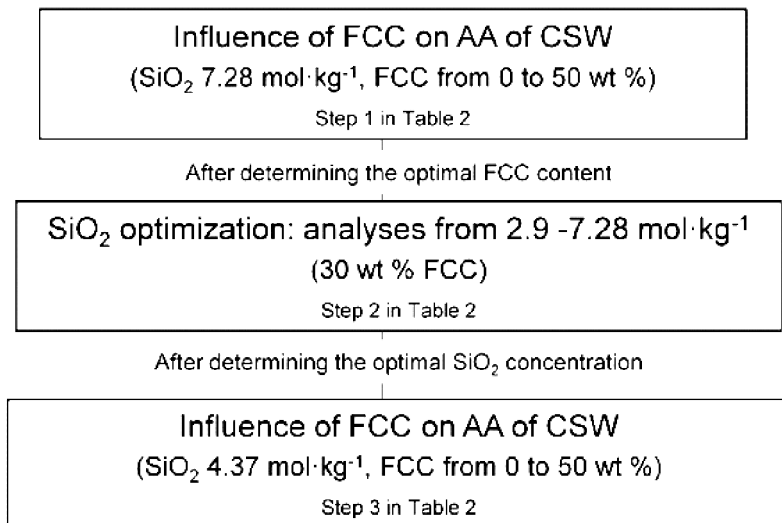 Influence of FCC on AA of CSW
(SiO₂ 7.28 mol·kg⁻¹, FCC from 0 to 50 wt %)
Step 1 in Table 2
After determining the optimal FCC content
SiO₂ optimization: analyses from 2.9 -7.28 mol·kg⁻¹
(30 wt % FCC)
Step 2 in Table 2
After determining the optimal SiO₂ concentration
Influence of FCC on AA of CSW
(SiO₂ 4.37 mol·kg⁻¹, FCC from 0 to 50 wt %)
Step 3 in Table 2